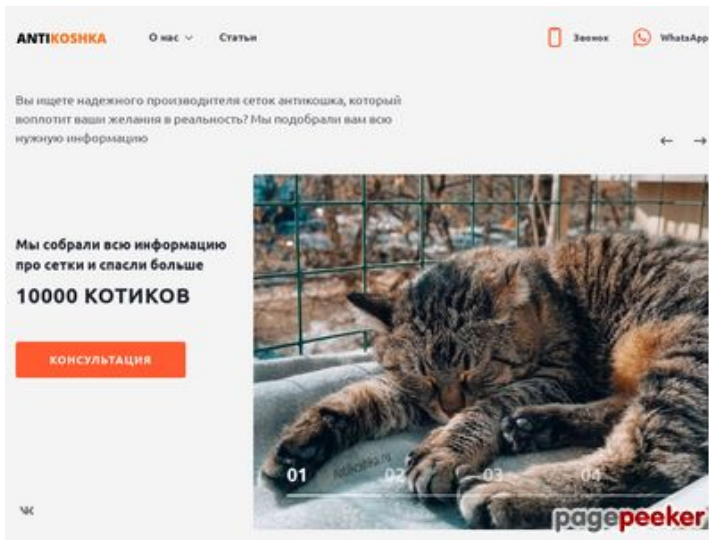 ANTIKOSHKA
О нас
Статьи
Звонок
WhatsApp
Вы ищете надежного производителя сеток антикошка, который
воплотит ваши желания в реальность? Мы подобрали вам всю
нужную информацию
← →
Мы собрали всю информацию
про сетки и спасли больше
10000 КОТИКОВ
КОНСУЛЬТАЦИЯ
Antikoshka.ru
01 02 03 04
pagepeeker